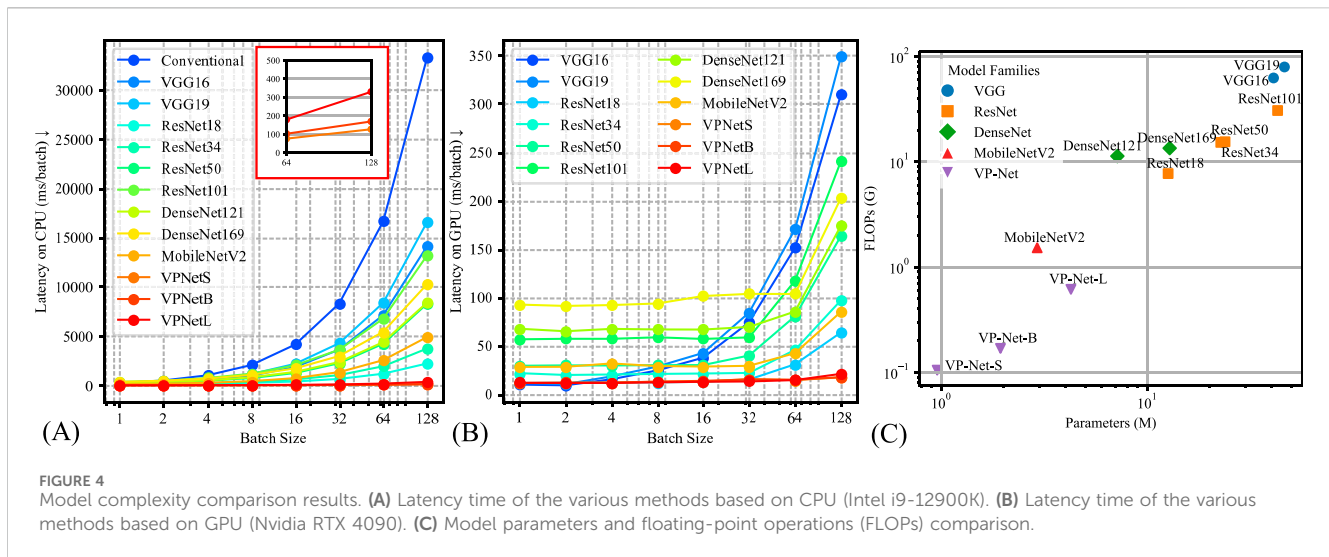 35000
30000
25000
20000
15000
10000
5000
0
Latency on CPU (ms/batch) ↓
Conventional
VGG16
VGG19
ResNet18
ResNet34
ResNet50
ResNet101
DenseNet121
DenseNet169
MobileNetV2
VPNetS
VPNetB
VPNetL
500
400
300
200
100
0
64 128
1 2 4 8 16 32 64 128
Batch Size
(A)
350
300
250
200
150
100
50
0
Latency on GPU (ms/batch) ↓
VGG16
VGG19
ResNet18
ResNet34
ResNet50
ResNet101
DenseNet121
DenseNet169
MobileNetV2
VPNetS
VPNetB
VPNetL
1 2 4 8 16 32 64 128
Batch Size
(B)
10²
10¹
10⁰
10⁻¹
FLOPs (G)
Model Families
VGG
ResNet
DenseNet
MobileNetV2
VP-Net
VGG19
VGG16
ResNet101
DenseNet169
ResNet50
DenseNet121
ResNet34
ResNet18
MobileNetV2
VP-Net-L
VP-Net-B
VP-Net-S
10⁰ 10¹
Parameters (M)
(C)
FIGURE 4
Model complexity comparison results. (A) Latency time of the various methods based on CPU (Intel i9-12900K). (B) Latency time of the various
methods based on GPU (Nvidia RTX 4090). (C) Model parameters and floating-point operations (FLOPs) comparison.